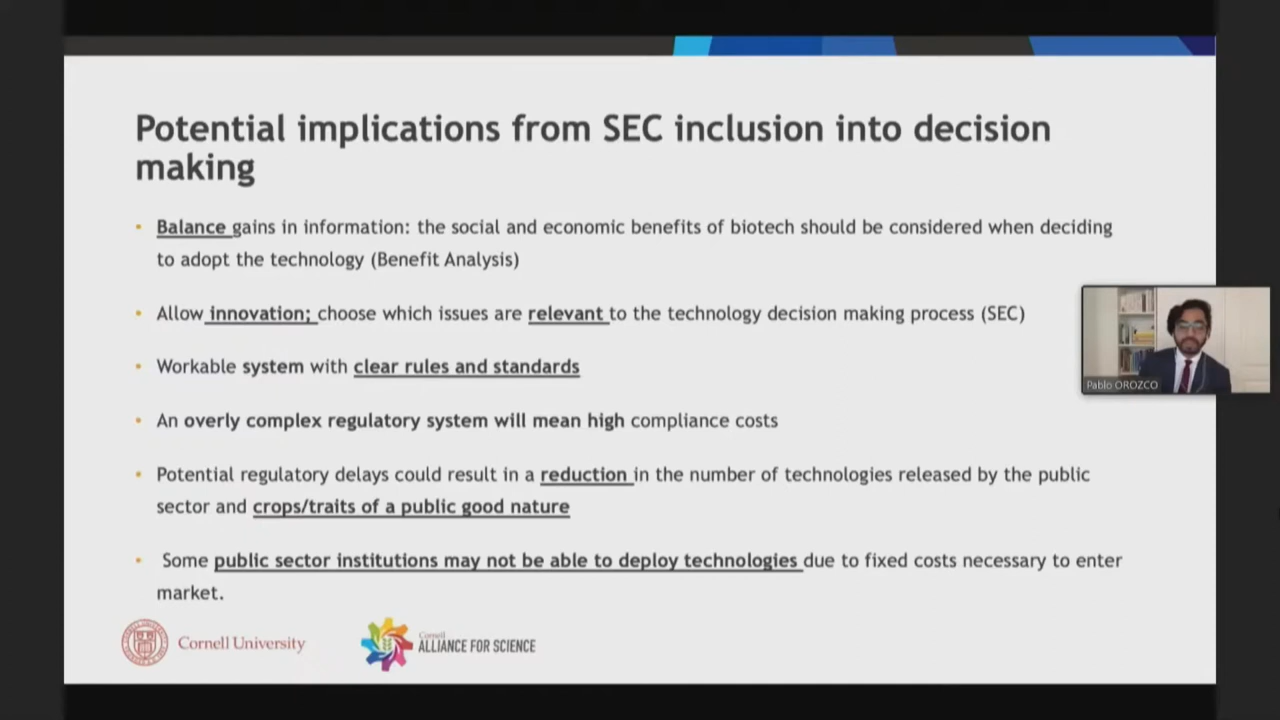 Potential implications from SEC inclusion into decision
making
• Balance gains in information: the social and economic benefits of biotech should be considered when deciding
to adopt the technology (Benefit Analysis)
• Allow innovation; choose which issues are relevant to the technology decision making process (SEC)
• Workable system with clear rules and standards
• An overly complex regulatory system will mean high compliance costs
• Potential regulatory delays could result in a reduction in the number of technologies released by the public
sector and crops/traits of a public good nature
• Some public sector institutions may not be able to deploy technologies due to fixed costs necessary to enter
market.
Pablo OROZCO
Cornell University
Cornell
ALLIANCE FOR SCIENCE